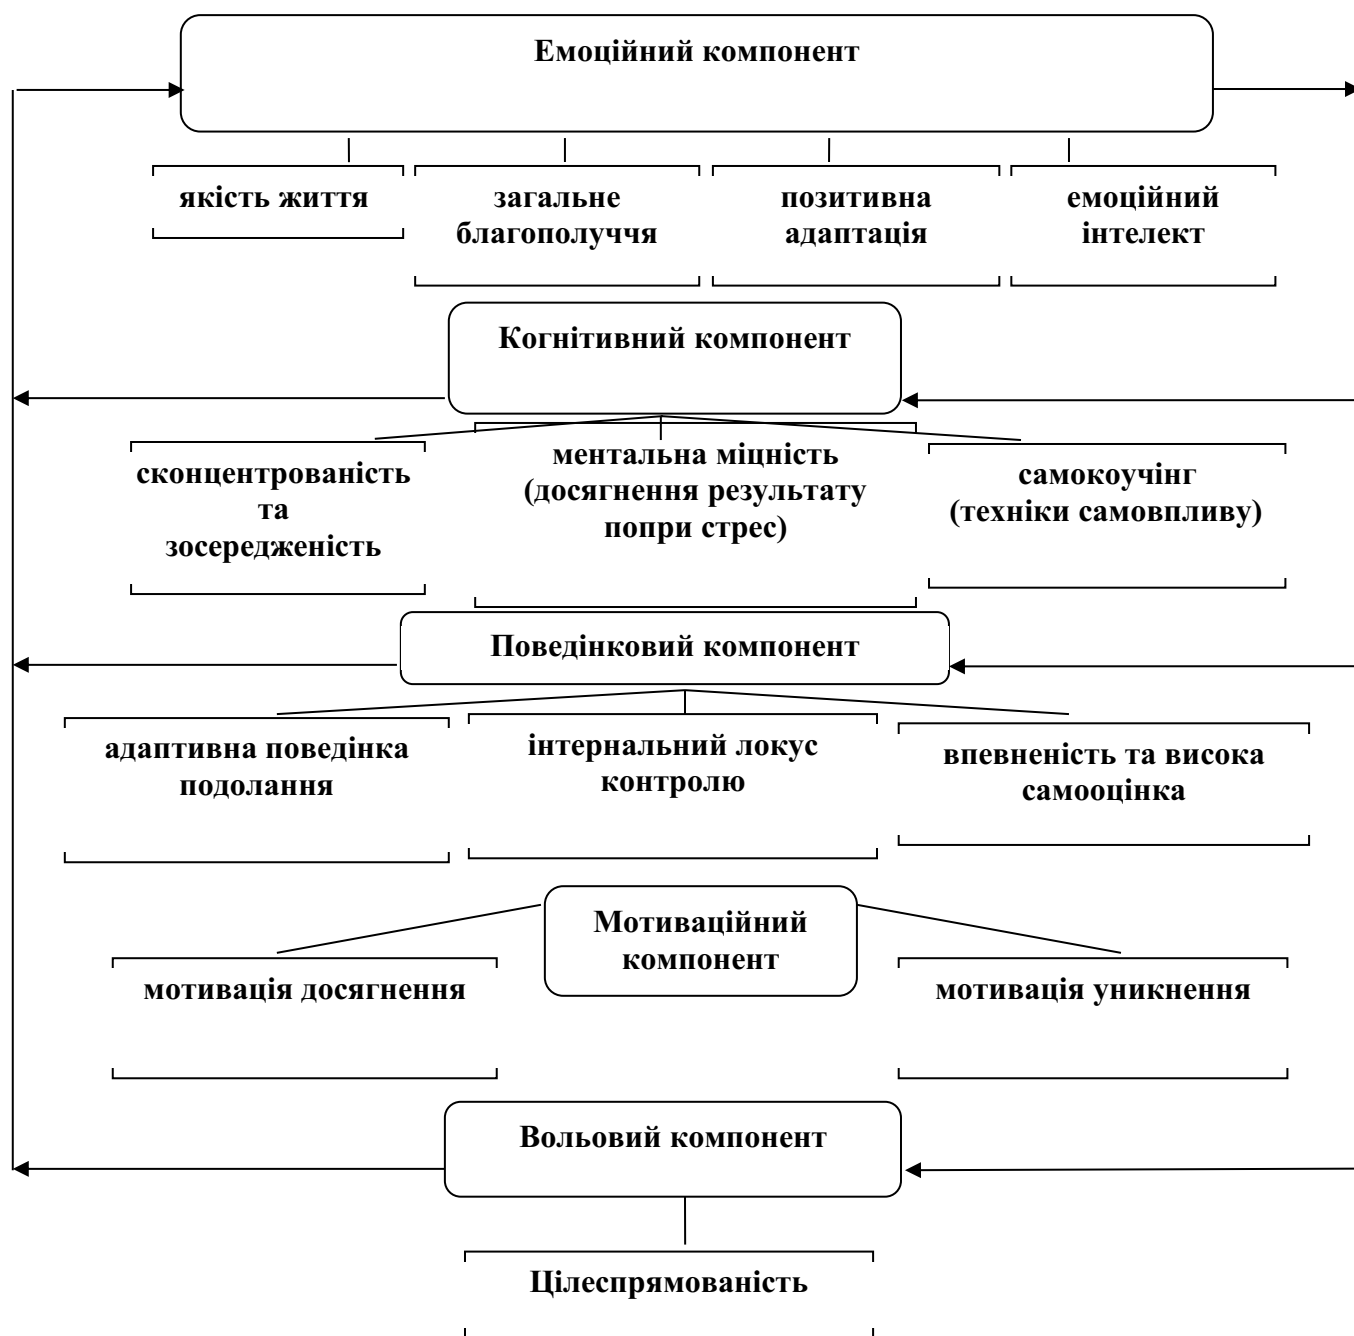 Емоційний компонент
якість життя
загальне
благополуччя
позитивна
адаптація
емоційний
інтелект
Когнітивний компонент
сконцентрованість
та
зосередженість
ментальна міцність
(досягнення результату
попри стрес)
самокоучінг
(техніки самовпливу)
Поведінковий компонент
адаптивна поведінка
подолання
інтернальний локус
контролю
впевненість та висока
самооцінка
Мотиваційний
компонент
мотивація досягнення
мотивація уникнення
Вольовий компонент
Цілеспрямованість